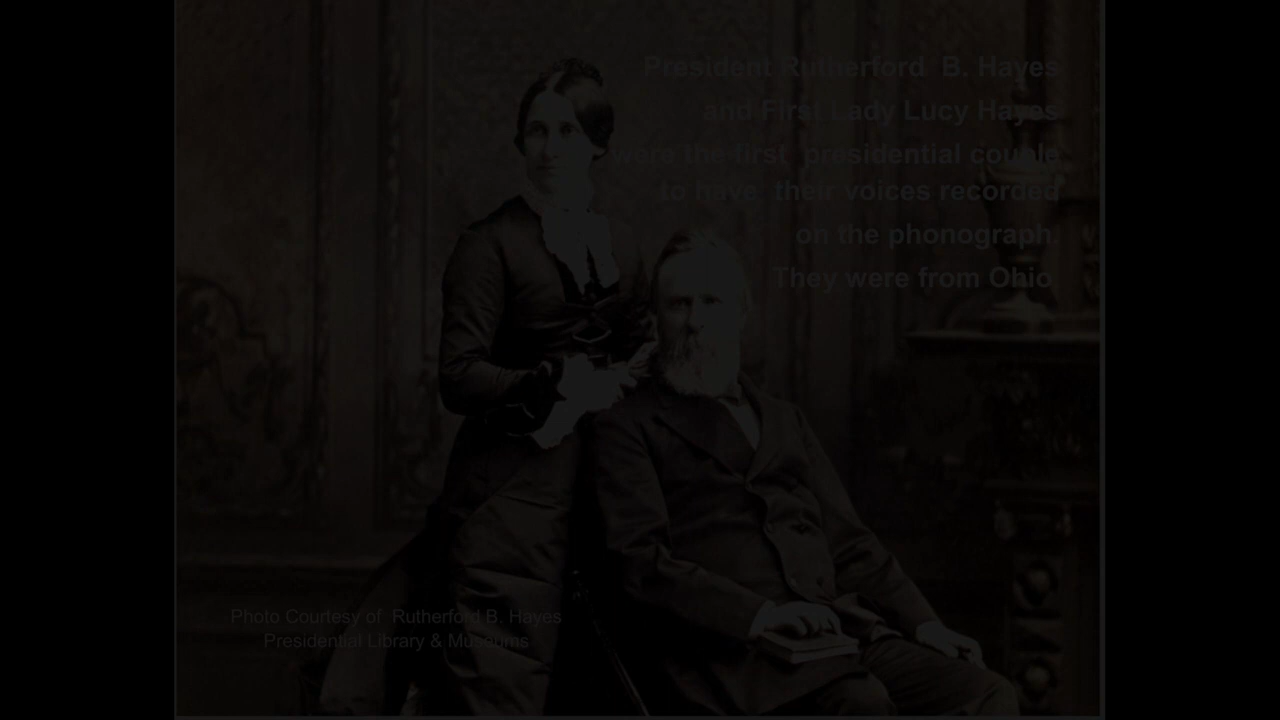 President Rutherford B. Hayes
and First Lady Lucy Hayes
were the first presidential couple
to have their voices recorded
on the phonograph.
They were from Ohio
Photo Courtesy of Rutherford B. Hayes
Presidential Library & Museums